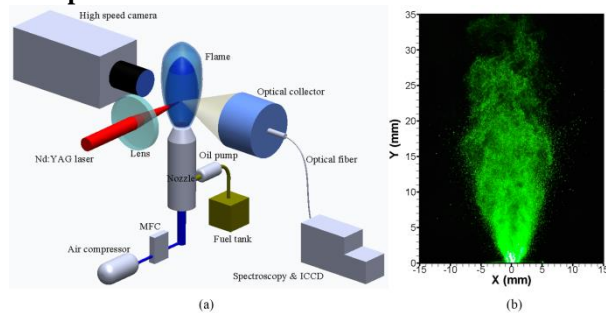 High speed camera
Flame
Optical collector
Lens
Nd:YAG laser
Oil pump
Optical fiber
Nozzle
MFC
Fuel tank
Air compressor
Spectroscopy & ICCD
(a)
35
30
25
20
15
10
5
0
Y (mm)
-15 -10 -5 0 5 10 15
X (mm)
(b)